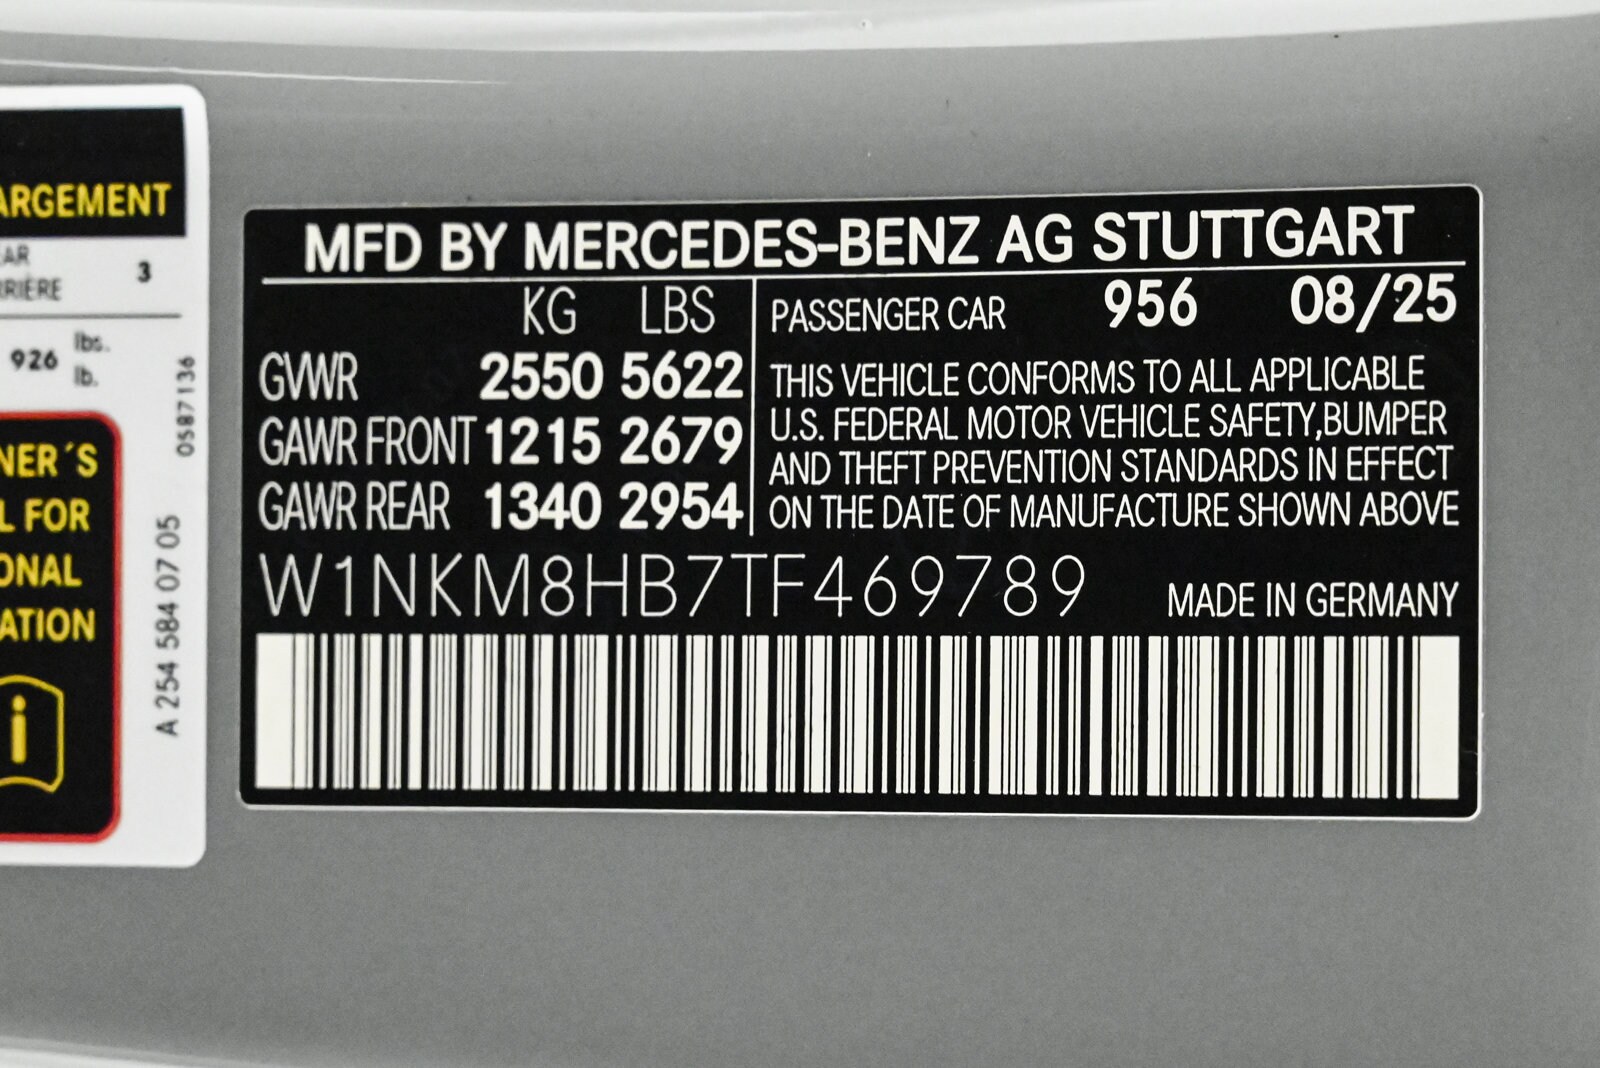 ARGEMENT
AR
RIÈRE
3
926 lbs.
lb.
0587136
NER´S
L FOR
ONAL
ATION
A 254 584 07 05
MFD BY MERCEDES-BENZ AG STUTTGART
KG LBS
GVWR 2550 5622
GAWR FRONT 1215 2679
GAWR REAR 1340 2954
PASSENGER CAR 956 08/25
THIS VEHICLE CONFORMS TO ALL APPLICABLE
U.S. FEDERAL MOTOR VEHICLE SAFETY,BUMPER
AND THEFT PREVENTION STANDARDS IN EFFECT
ON THE DATE OF MANUFACTURE SHOWN ABOVE
W1NKM8HB7TF469789
MADE IN GERMANY